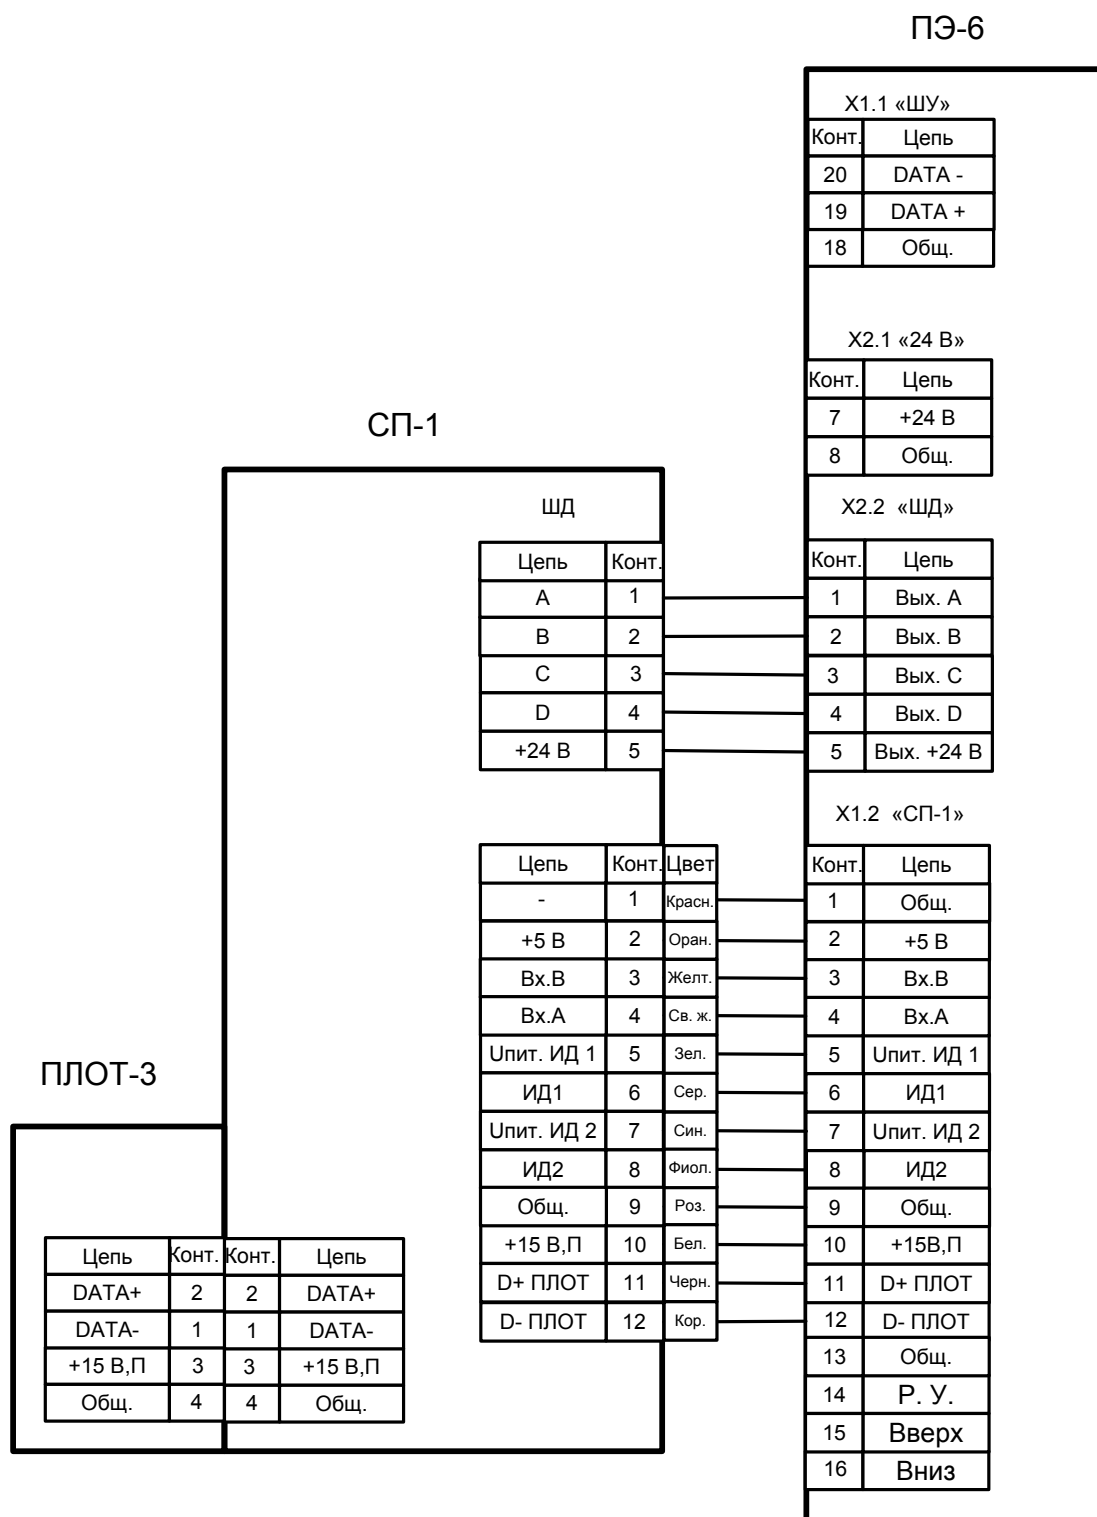 ПЭ-6
X1.1 «ШУ»
Конт. Цепь
20 DATA -
19 DATA +
18 Общ.
X2.1 «24 В»
Конт. Цепь
7 +24 В
8 Общ.
СП-1
ШД
Цепь Конт.
A 1
B 2
C 3
D 4
+24 В 5
X2.2 «ШД»
Конт. Цепь
1 Вых. A
2 Вых. B
3 Вых. C
4 Вых. D
5 Вых. +24 В
X1.2 «СП-1»
Цепь Конт. Цвет
- 1 Красн.
+5 В 2 Оран.
Вх.В 3 Желт.
Вх.А 4 Св. ж.
Uпит. ИД 1 5 Зел.
ИД1 6 Сер.
Uпит. ИД 2 7 Син.
ИД2 8 Фиол.
Общ. 9 Роз.
+15 В,П 10 Бел.
D+ ПЛОТ 11 Черн.
D- ПЛОТ 12 Кор.
Конт. Цепь
1 Общ.
2 +5 В
3 Вх.В
4 Вх.А
5 Uпит. ИД 1
6 ИД1
7 Uпит. ИД 2
8 ИД2
9 Общ.
10 +15В,П
11 D+ ПЛОТ
12 D- ПЛОТ
13 Общ.
14 Р. У.
15 Вверх
16 Вниз
ПЛОТ-3
Цепь Конт. Конт. Цепь
DATA+ 2 2 DATA+
DATA- 1 1 DATA-
+15 В,П 3 3 +15 В,П
Общ. 4 4 Общ.